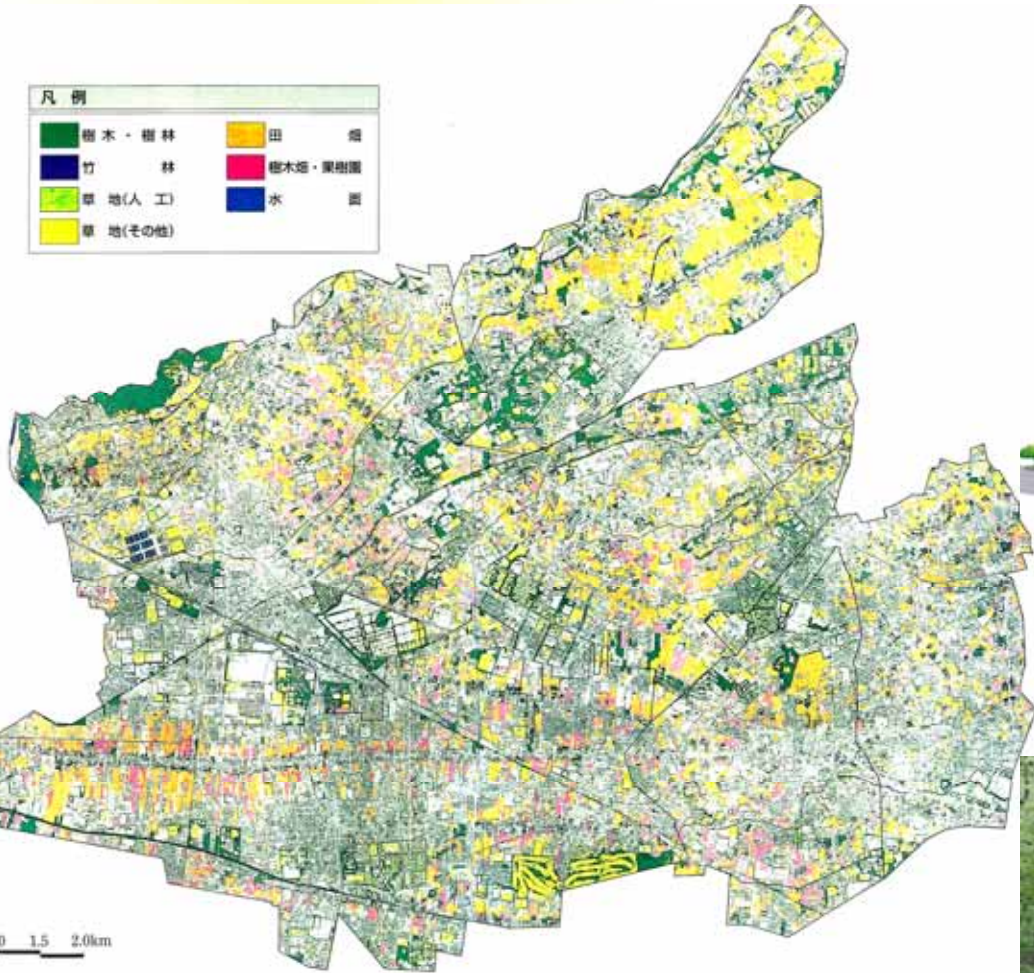 凡 例
樹 木 ・ 樹 林
田 畑
竹 林
樹木畑・果樹園
草 地(人 工)
水 面
草 地(その他)
0 1.5 2.0km